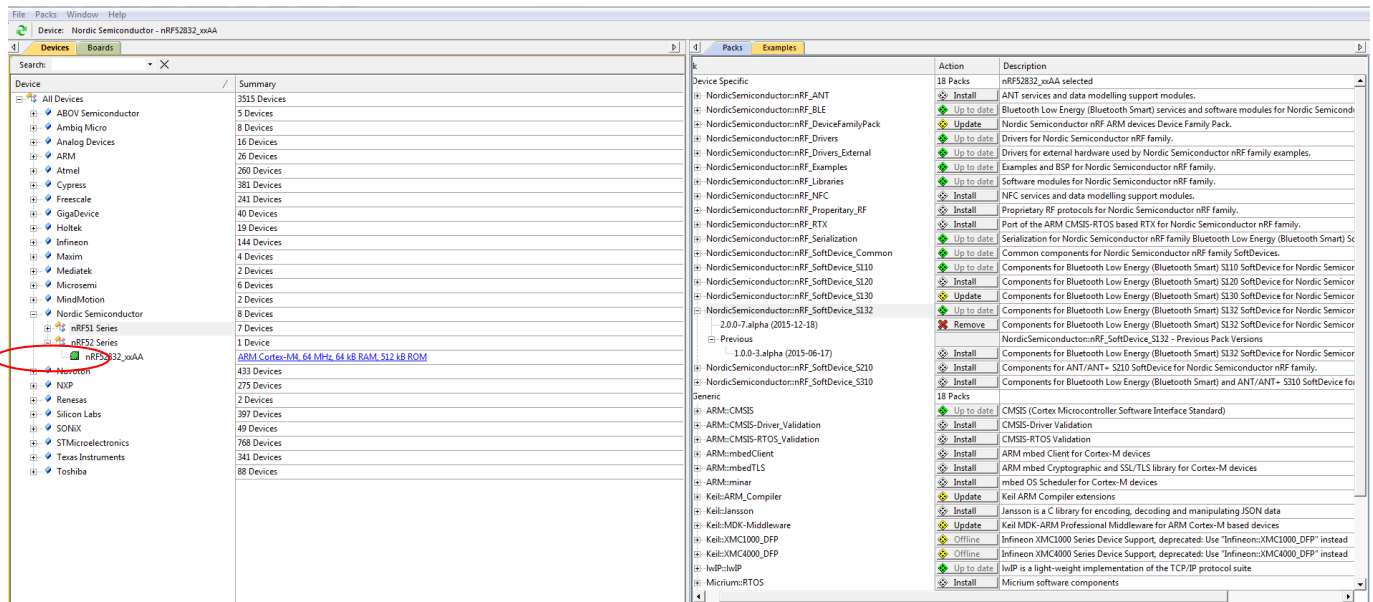 File Packs Window Help
Device: Nordic Semiconductor - nRF52832_xxAA
Devices Boards
Search:
Device / Summary
All Devices 3515 Devices
ABOV Semiconductor 5 Devices
Ambiq Micro 8 Devices
Analog Devices 16 Devices
ARM 26 Devices
Atmel 260 Devices
Cypress 381 Devices
Freescale 241 Devices
GigaDevice 40 Devices
Holtek 19 Devices
Infineon 144 Devices
Maxim 4 Devices
Mediatek 2 Devices
Microsemi 6 Devices
MindMotion 2 Devices
Nordic Semiconductor 8 Devices
nRF51 Series 7 Devices
nRF52 Series 1 Device
nRF52832_xxAA ARM Cortex-M4, 64 MHz, 64 kB RAM, 512 kB ROM
Nuvoton 433 Devices
NXP 275 Devices
Renesas 2 Devices
Silicon Labs 397 Devices
SONiX 49 Devices
STMicroelectronics 768 Devices
Texas Instruments 341 Devices
Toshiba 88 Devices
Packs Examples
k Action Description
Device Specific 18 Packs nRF52832_xxAA selected
NordicSemiconductor::nRF_ANT Install ANT services and data modelling support modules.
NordicSemiconductor::nRF_BLE Up to date Bluetooth Low Energy (Bluetooth Smart) services and software modules for Nordic Semicondu
NordicSemiconductor::nRF_DeviceFamilyPack Update Nordic Semiconductor nRF ARM devices Device Family Pack.
NordicSemiconductor::nRF_Drivers Up to date Drivers for Nordic Semiconductor nRF family.
NordicSemiconductor::nRF_Drivers_External Up to date Drivers for external hardware used by Nordic Semiconductor nRF family examples.
NordicSemiconductor::nRF_Examples Up to date Examples and BSP for Nordic Semiconductor nRF family.
NordicSemiconductor::nRF_Libraries Up to date Software modules for Nordic Semiconductor nRF family.
NordicSemiconductor::nRF_NFC Install NFC services and data modelling support modules.
NordicSemiconductor::nRF_Properitary_RF Install Proprietary RF protocols for Nordic Semiconductor nRF family.
NordicSemiconductor::nRF_RTX Install Port of the ARM CMSIS-RTOS based RTX for Nordic Semiconductor nRF family.
NordicSemiconductor::nRF_Serialization Up to date Serialization for Nordic Semiconductor nRF family Bluetooth Low Energy (Bluetooth Smart) So
NordicSemiconductor::nRF_SoftDevice_Common Up to date Common components for Nordic Semiconductor nRF family SoftDevices.
NordicSemiconductor::nRF_SoftDevice_S110 Up to date Components for Bluetooth Low Energy (Bluetooth Smart) S110 SoftDevice for Nordic Semicor
NordicSemiconductor::nRF_SoftDevice_S120 Install Components for Bluetooth Low Energy (Bluetooth Smart) S120 SoftDevice for Nordic Semicor
NordicSemiconductor::nRF_SoftDevice_S130 Update Components for Bluetooth Low Energy (Bluetooth Smart) S130 SoftDevice for Nordic Semicor
NordicSemiconductor::nRF_SoftDevice_S132 Up to date Components for Bluetooth Low Energy (Bluetooth Smart) S132 SoftDevice for Nordic Semicor
2.0.0-7.alpha (2015-12-18) Remove Components for Bluetooth Low Energy (Bluetooth Smart) S132 SoftDevice for Nordic Semicor
Previous NordicSemiconductor::nRF_SoftDevice_S132 - Previous Pack Versions
1.0.0-3.alpha (2015-06-17) Install Components for Bluetooth Low Energy (Bluetooth Smart) S132 SoftDevice for Nordic Semicor
NordicSemiconductor::nRF_SoftDevice_S210 Install Components for ANT/ANT+ S210 SoftDevice for Nordic Semiconductor nRF family.
NordicSemiconductor::nRF_SoftDevice_S310 Install Components for Bluetooth Low Energy (Bluetooth Smart) and ANT/ANT+ S310 SoftDevice for
Generic 18 Packs
ARM::CMSIS Up to date CMSIS (Cortex Microcontroller Software Interface Standard)
ARM::CMSIS-Driver_Validation Install CMSIS-Driver Validation
ARM::CMSIS-RTOS_Validation Install CMSIS-RTOS Validation
ARM::mbedClient Install ARM mbed Client for Cortex-M devices
ARM::mbedTLS Install ARM mbed Cryptographic and SSL/TLS library for Cortex-M devices
ARM::minar Install mbed OS Scheduler for Cortex-M devices
Keil::ARM_Compiler Update Keil ARM Compiler extensions
Keil::Jansson Install Jansson is a C library for encoding, decoding and manipulating JSON data
Keil::MDK-Middleware Update Keil MDK-ARM Professional Middleware for ARM Cortex-M based devices
Keil::XMC1000_DFP Offline Infineon XMC1000 Series Device Support, deprecated: Use "Infineon::XMC1000_DFP" instead
Keil::XMC4000_DFP Offline Infineon XMC4000 Series Device Support, deprecated: Use "Infineon::XMC4000_DFP" instead
lwIP::lwIP Up to date lwIP is a light-weight implementation of the TCP/IP protocol suite
Micrium::RTOS Install Micrium software components